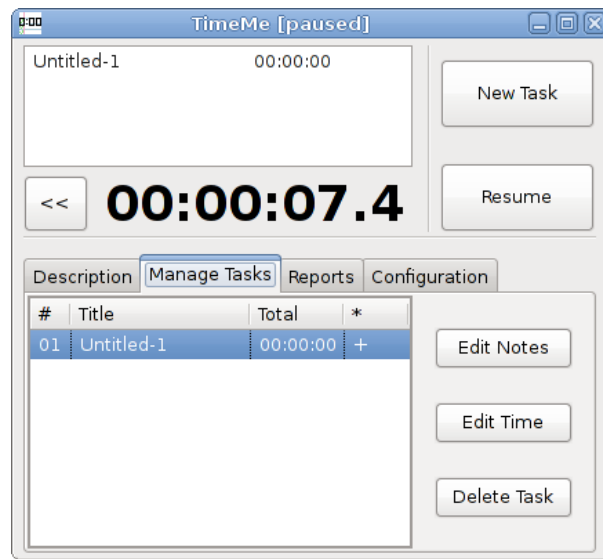 0:00 TimeMe [paused]
Untitled-1 00:00:00
New Task
<< 00:00:07.4
Resume
Description Manage Tasks Reports Configuration
# Title Total *
01 Untitled-1 00:00:00 +
Edit Notes
Edit Time
Delete Task